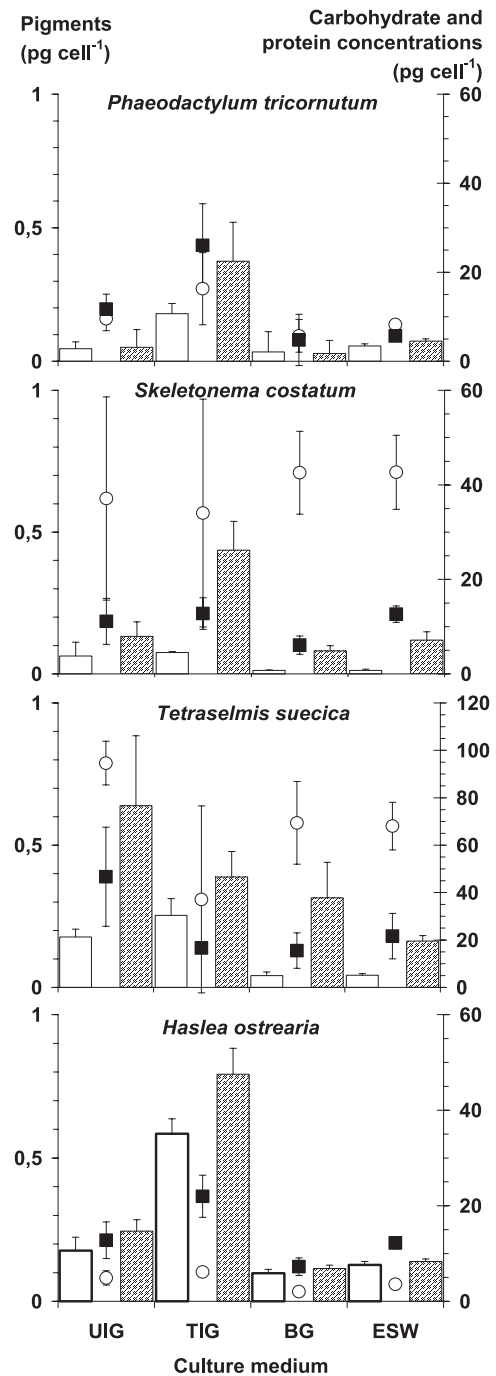 Pigments
(pg cell-1)
Carbohydrate and
protein concentrations
(pg cell-1)
Phaeodactylum tricornutum
1
0,5
0
60
40
20
0
Skeletonema costatum
1
0,5
0
60
40
20
0
Tetraselmis suecica
1
0,5
0
120
100
80
60
40
20
0
Haslea ostrearia
1
0,5
0
60
40
20
0
UIG TIG BG ESW
Culture medium